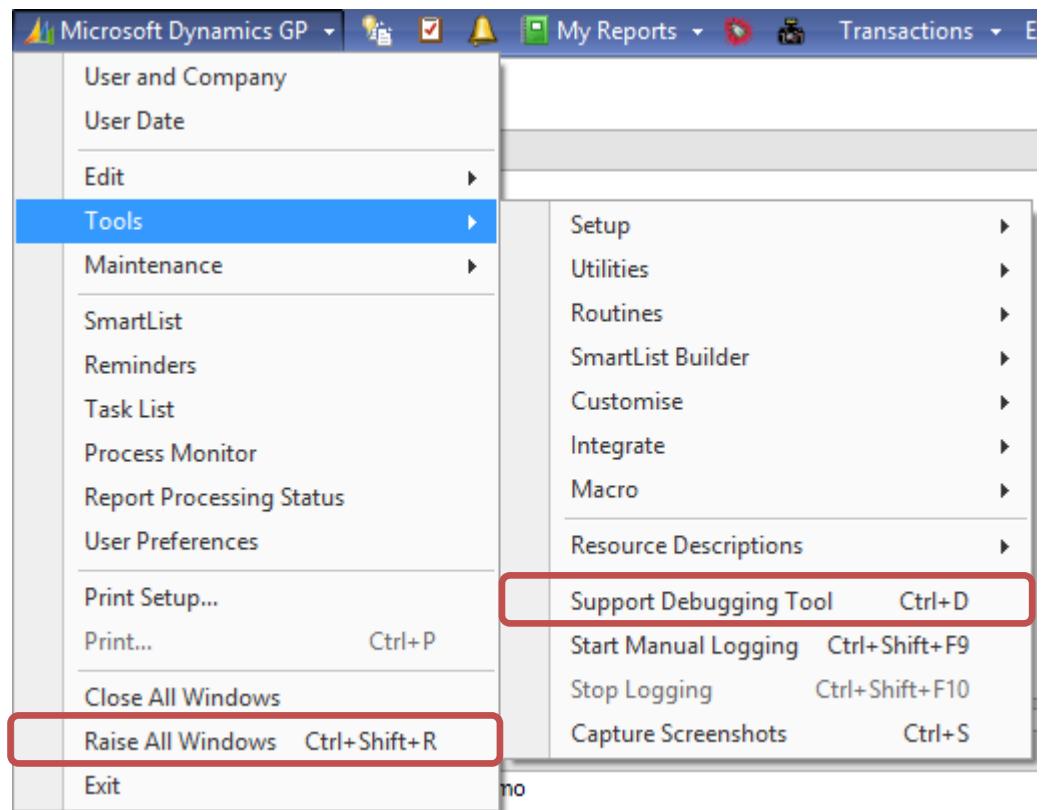 Microsoft Dynamics GP My Reports Transactions E
User and Company
User Date
Edit
Tools
Maintenance
SmartList
Reminders
Task List
Process Monitor
Report Processing Status
User Preferences
Print Setup...
Print... Ctrl+P
Close All Windows
Raise All Windows Ctrl+Shift+R
Exit
Setup
Utilities
Routines
SmartList Builder
Customise
Integrate
Macro
Resource Descriptions
Support Debugging Tool Ctrl+D
Start Manual Logging Ctrl+Shift+F9
Stop Logging Ctrl+Shift+F10
Capture Screenshots Ctrl+S
mo